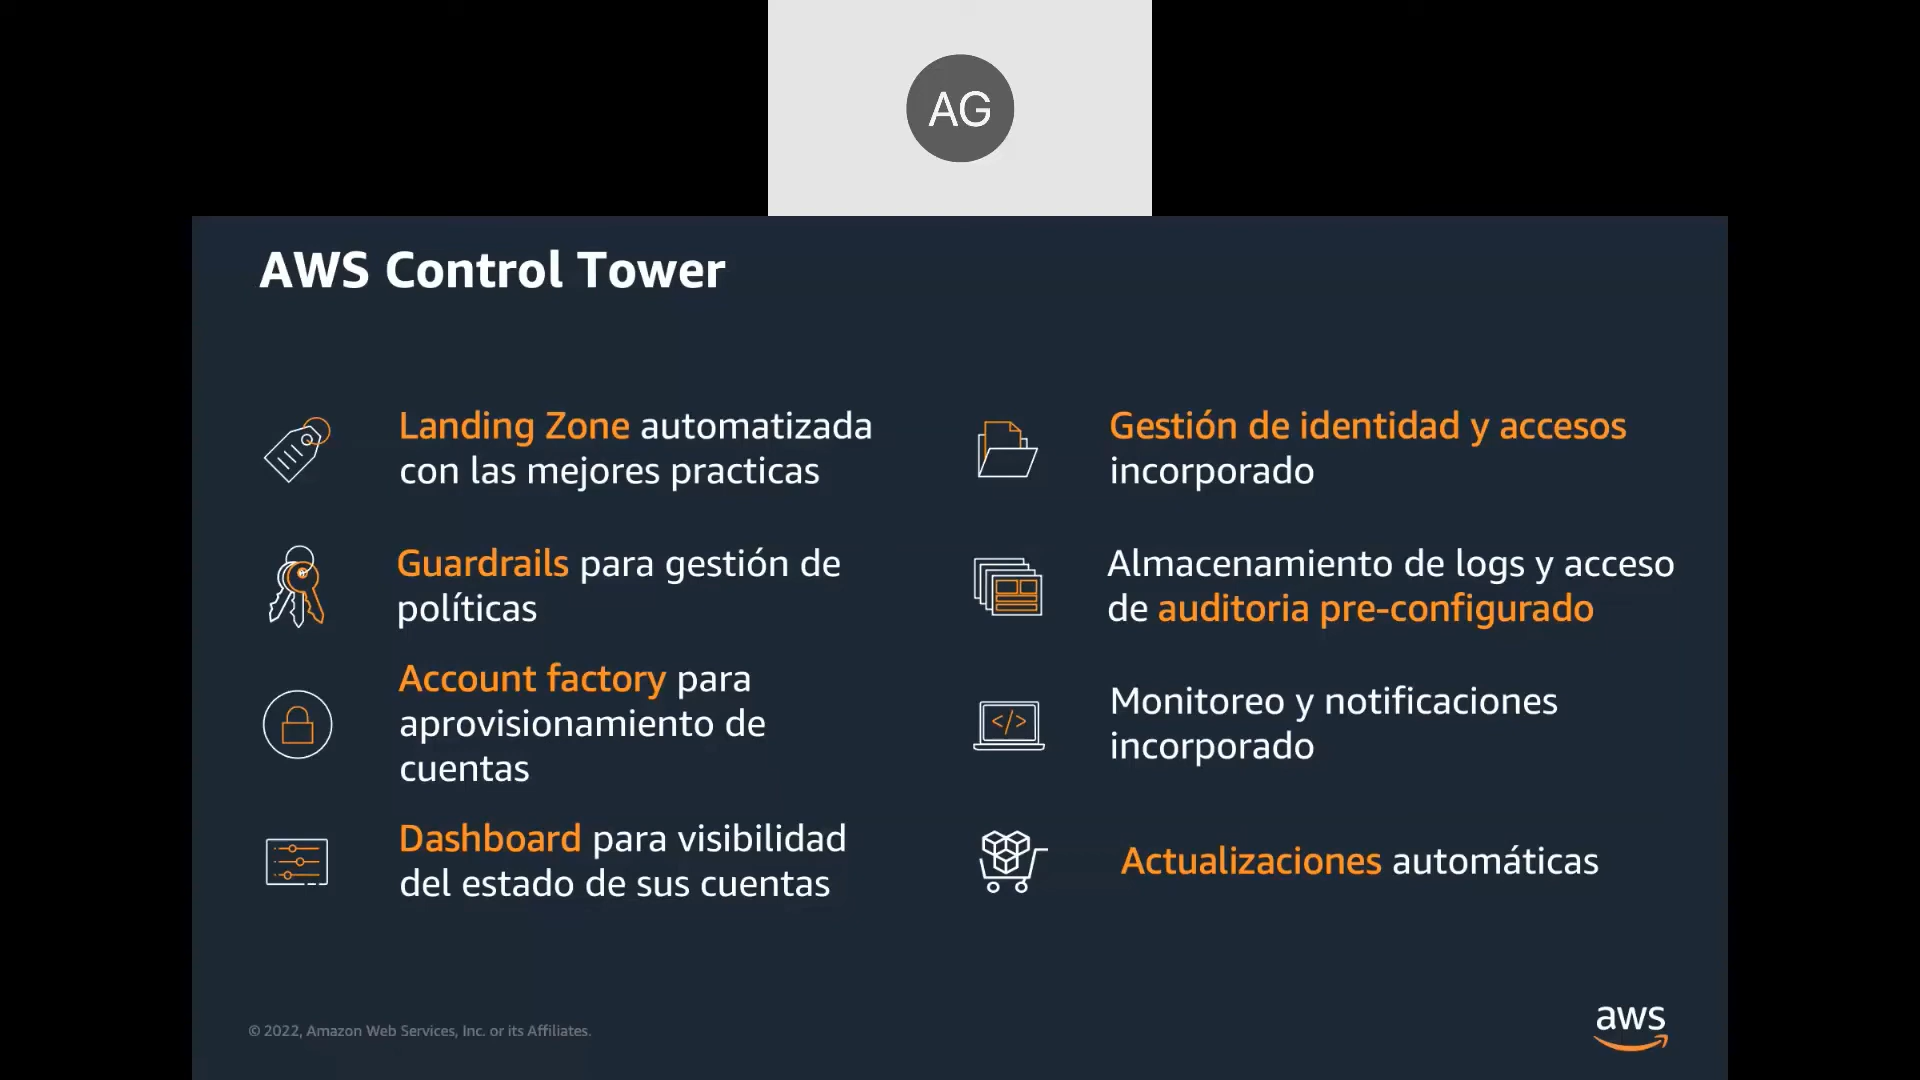 AG
AWS Control Tower
Landing Zone automatizada
con las mejores practicas
Guardrails para gestión de
políticas
Account factory para
aprovisionamiento de
cuentas
Dashboard para visibilidad
del estado de sus cuentas
Gestión de identidad y accesos
incorporado
Almacenamiento de logs y acceso
de auditoria pre-configurado
</>
Monitoreo y notificaciones
incorporado
Actualizaciones automáticas
© 2022, Amazon Web Services, Inc. or its Affiliates.
aws